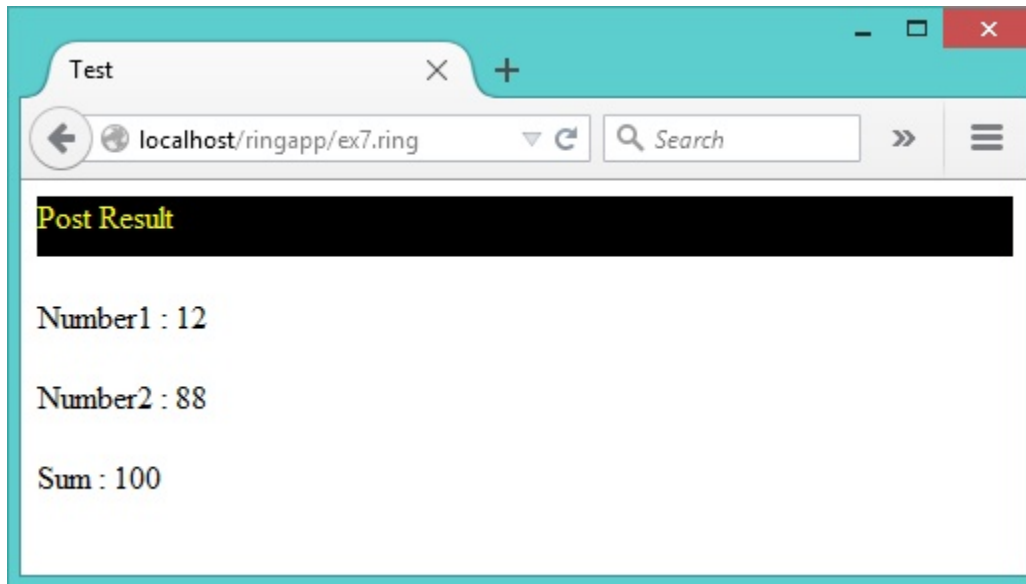 Test
localhost/ringapp/ex7.ring
Search
Post Result
Number1 : 12
Number2 : 88
Sum : 100